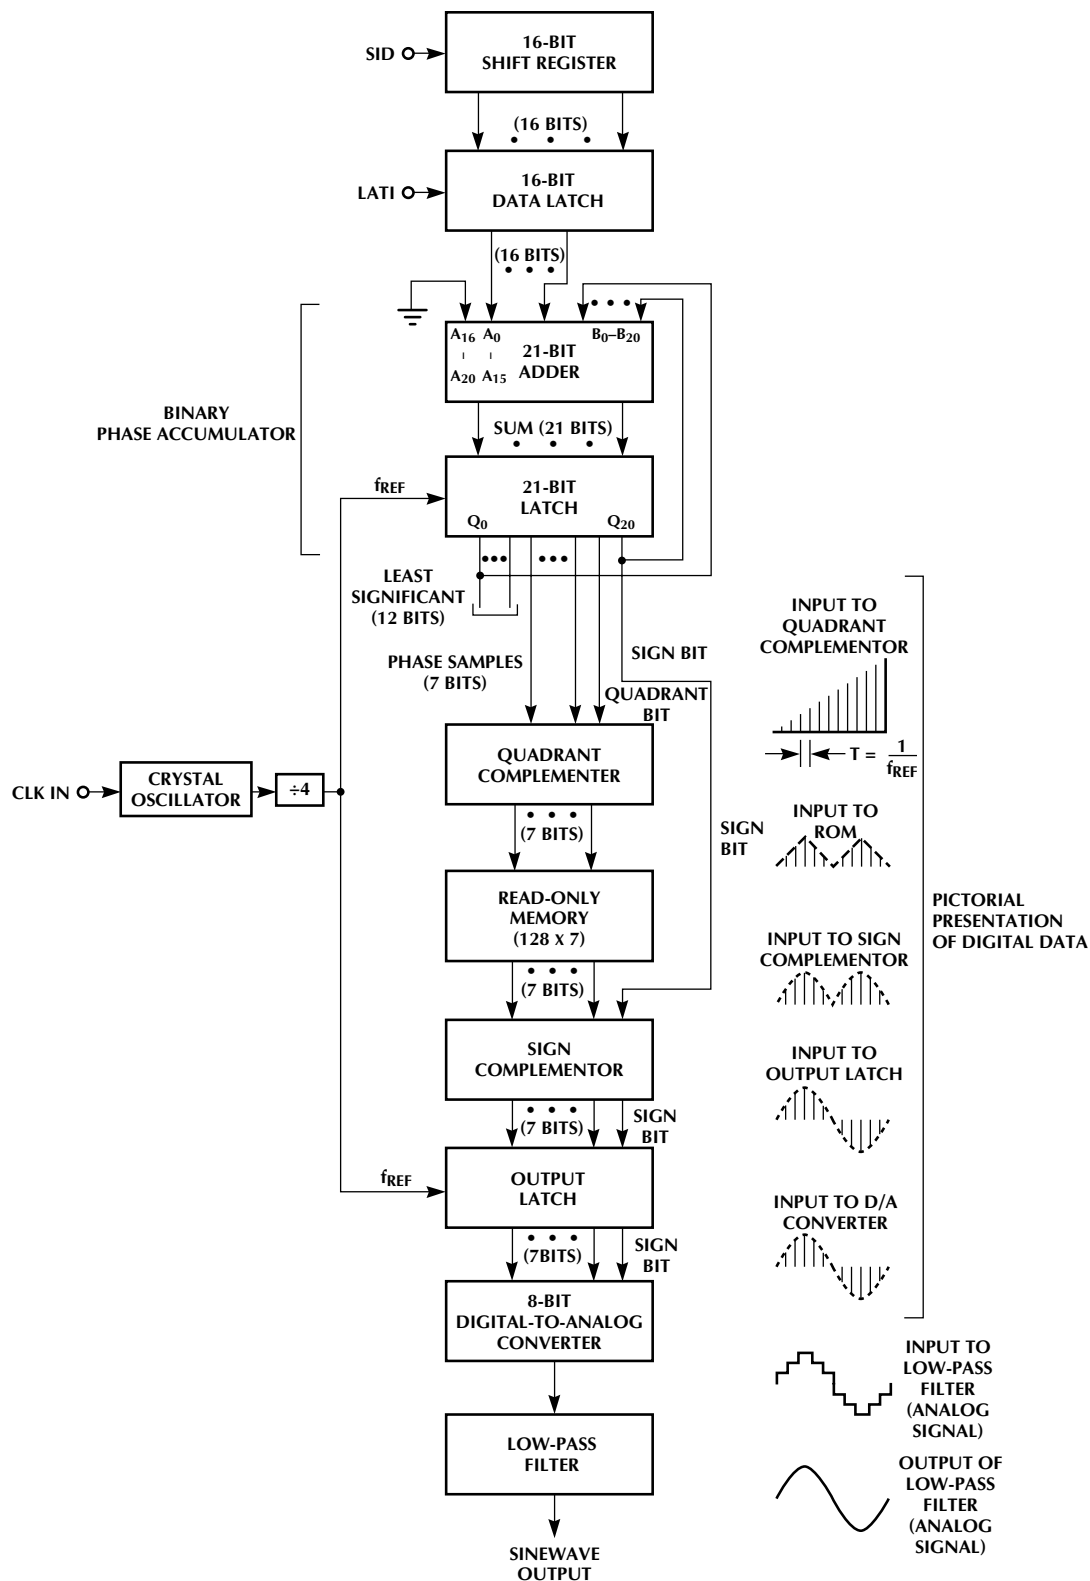 16-BIT
SHIFT REGISTER
SID
(16 BITS)
16-BIT
DATA LATCH
LATI
(16 BITS)
A16 A0
B0–B20
21-BIT
ADDER
A20 A15
BINARY
PHASE ACCUMULATOR
SUM (21 BITS)
fREF
21-BIT
LATCH
Q0
Q20
LEAST
SIGNIFICANT
(12 BITS)
PHASE SAMPLES
(7 BITS)
SIGN BIT
QUADRANT
BIT
QUADRANT
COMPLEMENTER
CLK IN
CRYSTAL
OSCILLATOR
÷4
(7 BITS)
SIGN
BIT
READ-ONLY
MEMORY
(128 X 7)
(7 BITS)
SIGN
COMPLEMENTOR
(7 BITS)
SIGN
BIT
fREF
OUTPUT
LATCH
(7BITS)
SIGN
BIT
8-BIT
DIGITAL-TO-ANALOG
CONVERTER
LOW-PASS
FILTER
SINEWAVE
OUTPUT
INPUT TO
QUADRANT
COMPLEMENTOR
T = 1
fREF
INPUT TO
ROM
INPUT TO SIGN
COMPLEMENTOR
INPUT TO
OUTPUT LATCH
INPUT TO D/A
CONVERTER
PICTORIAL
PRESENTATION
OF DIGITAL DATA
INPUT TO
LOW-PASS
FILTER
(ANALOG
SIGNAL)
OUTPUT OF
LOW-PASS
FILTER
(ANALOG
SIGNAL)